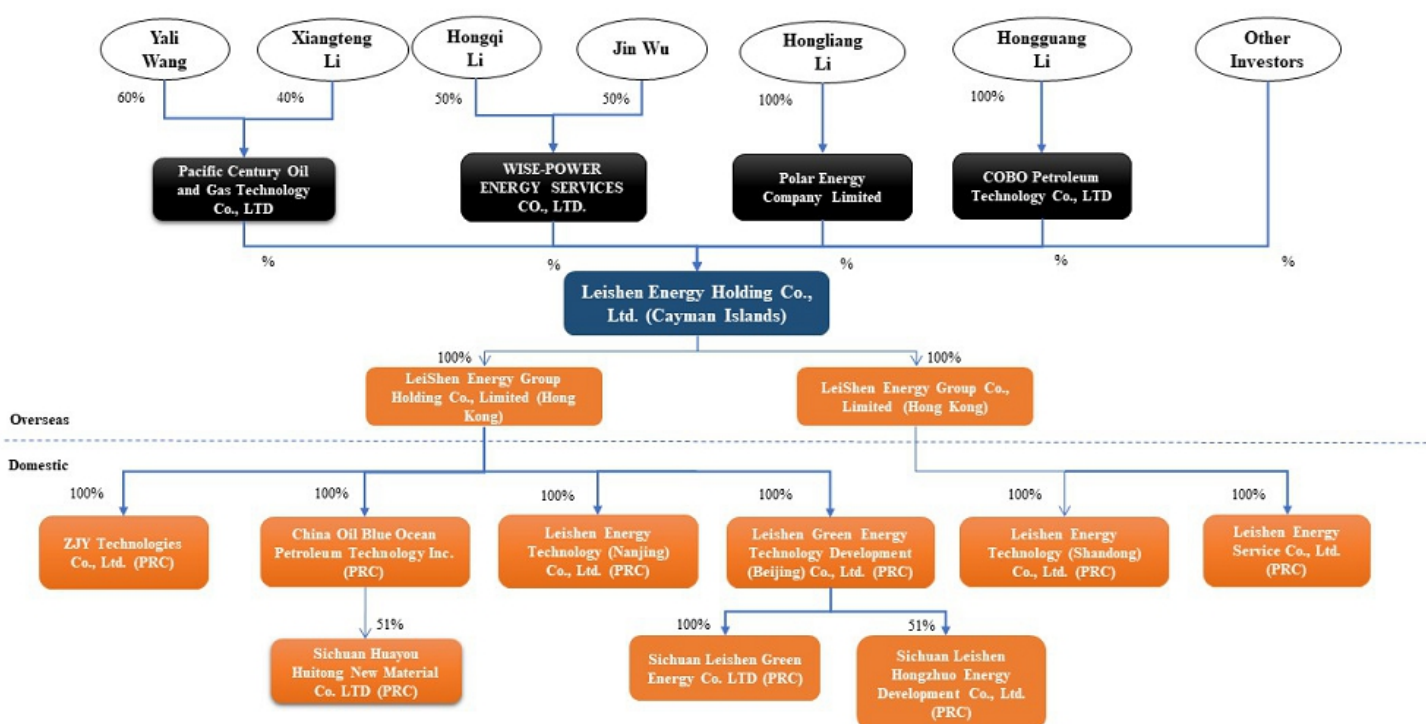 Yali
Wang
Xiangteng
Li
Hongqi
Li
Jin Wu
Hongliang
Li
Hongguang
Li
Other
Investors
60%
40%
50%
50%
100%
100%
Pacific Century Oil
and Gas Technology
Co., LTD
WISE-POWER
ENERGY SERVICES
CO., LTD.
Polar Energy
Company Limited
COBO Petroleum
Technology Co., LTD
%
%
%
%
%
Leishen Energy Holding Co.,
Ltd. (Cayman Islands)
100%
100%
LeiShen Energy Group
Holding Co., Limited (Hong
Kong)
LeiShen Energy Group Co.,
Limited (Hong Kong)
Overseas
Domestic
100%
100%
100%
100%
100%
100%
ZJY Technologies
Co., Ltd. (PRC)
China Oil Blue Ocean
Petroleum Technology Inc.
(PRC)
Leishen Energy
Technology (Nanjing)
Co., Ltd. (PRC)
Leishen Green Energy
Technology Development
(Beijing) Co., Ltd. (PRC)
Leishen Energy
Technology (Shandong)
Co., Ltd. (PRC)
Leishen Energy
Service Co., Ltd.
(PRC)
51%
100%
51%
Sichuan Huayou
Huitong New Material
Co. LTD (PRC)
Sichuan Leishen Green
Energy Co. LTD (PRC)
Sichuan Leishen
Hongzhuo Energy
Development Co., Ltd.
(PRC)